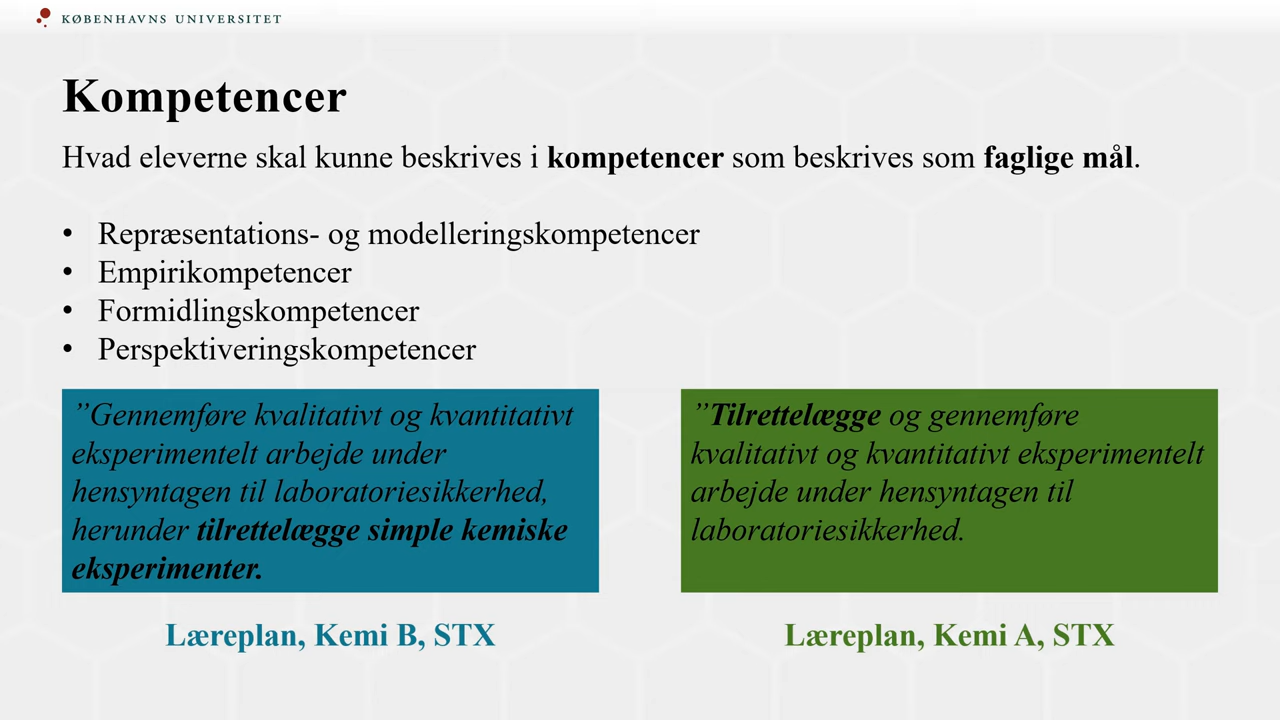 KØBENHAVNS UNIVERSITET
Kompetencer
Hvad eleverne skal kunne beskrives i kompetencer som beskrives som faglige mål.
• Repræsentations- og modelleringskompetencer
• Empirikompetencer
• Formidlingskompetencer
• Perspektiveringskompetencer
”Gennemføre kvalitativt og kvantitativt
eksperimentelt arbejde under
hensyntagen til laboratoriesikkerhed,
herunder tilrettelægge simple kemiske
eksperimenter.
Læreplan, Kemi B, STX
”Tilrettelægge og gennemføre
kvalitativt og kvantitativt eksperimentelt
arbejde under hensyntagen til
laboratoriesikkerhed.
Læreplan, Kemi A, STX